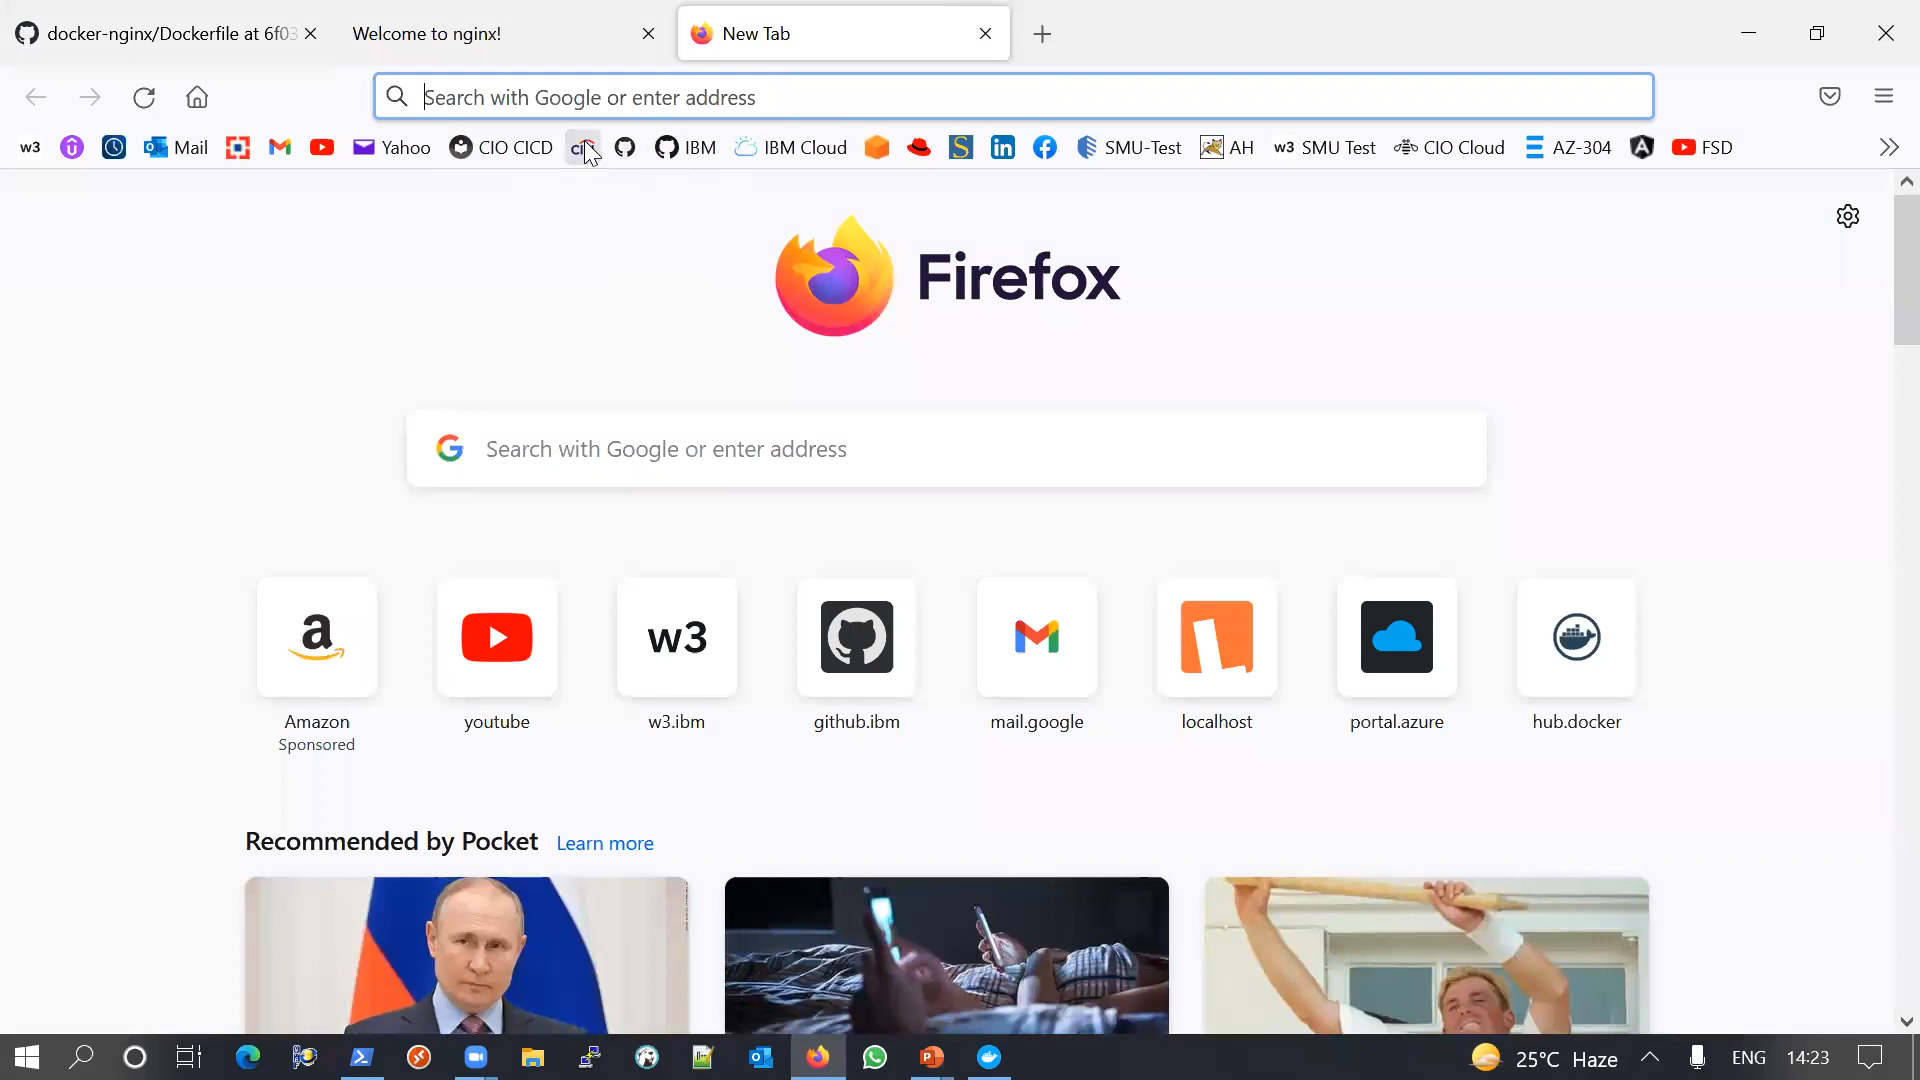 docker-nginx/Dockerfile at 6f03
Welcome to nginx!
New Tab
Search with Google or enter address
w3
Mail
Yahoo
CIO CICD
IBM
IBM Cloud
SMU-Test
AH
w3 SMU Test
CIO Cloud
AZ-304
FSD
Firefox
Search with Google or enter address
w3
Amazon
Sponsored
youtube
w3.ibm
github.ibm
mail.google
localhost
portal.azure
hub.docker
Recommended by Pocket Learn more
25°C Haze
ENG
14:23